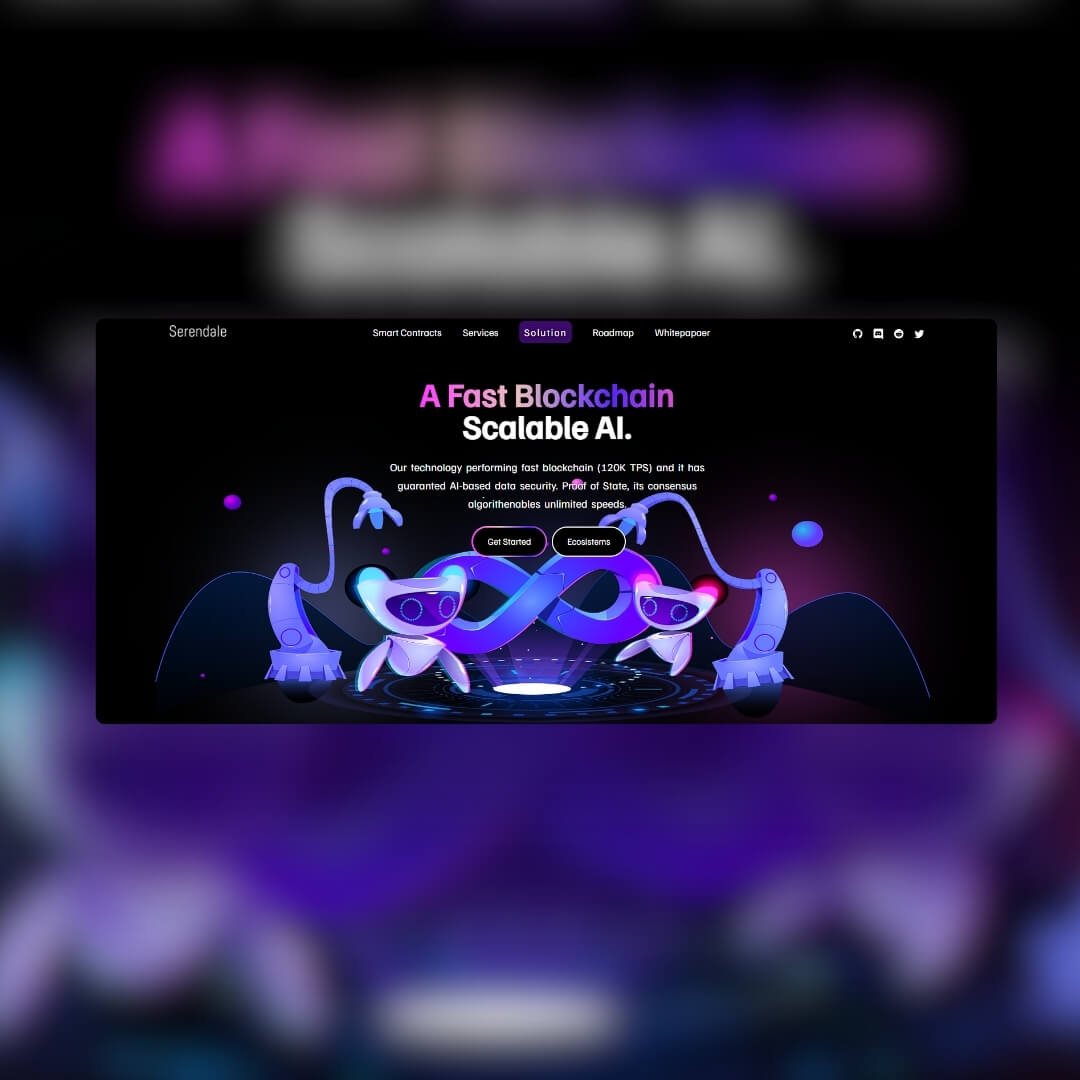 Serendale
Smart Contracts
Services
Solution
Roadmap
Whitepapaer
A Fast Blockchain
Scalable AI.
Our technology performing fast blockchain (120K TPS) and it has
guaranted AI-based data security. Proof of State, its consensus
algorithenables unlimited speeds.
Get Started
Ecosistems